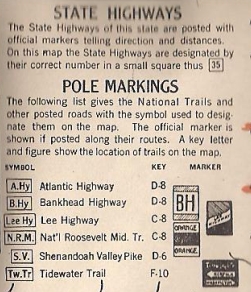 STATE HIGHWAYS
The State Highways of this state are posted with
official markers telling direction and distances.
On this map the State Highways are designated by
their correct number in a small square thus 35
POLE MARKINGS
The following list gives the National Trails and
other posted roads with the symbol used to desig-
nate them on the map. The official marker is
shown if posted along their routes. A key letter
and figure show the location of trails on the map.
SYMBOL KEY MARKER
A.Hy Atlantic Highway D-8
B.Hy Bankhead Highway D-8 BH
Lee Hy Lee Highway C-8
ORANGE
N.R.M. Nat'l Roosevelt Mid. Tr. C-8
ORANGE
S.V. Shenandoah Valley Pike D-6
Tw.Tr Tidewater Trail F-10